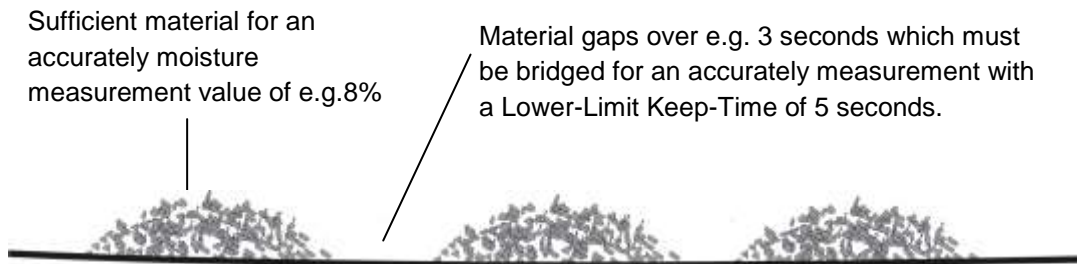 Sufficient material for an
accurately moisture
measurement value of e.g.8%
Material gaps over e.g. 3 seconds which must
be bridged for an accurately measurement with
a Lower-Limit Keep-Time of 5 seconds.